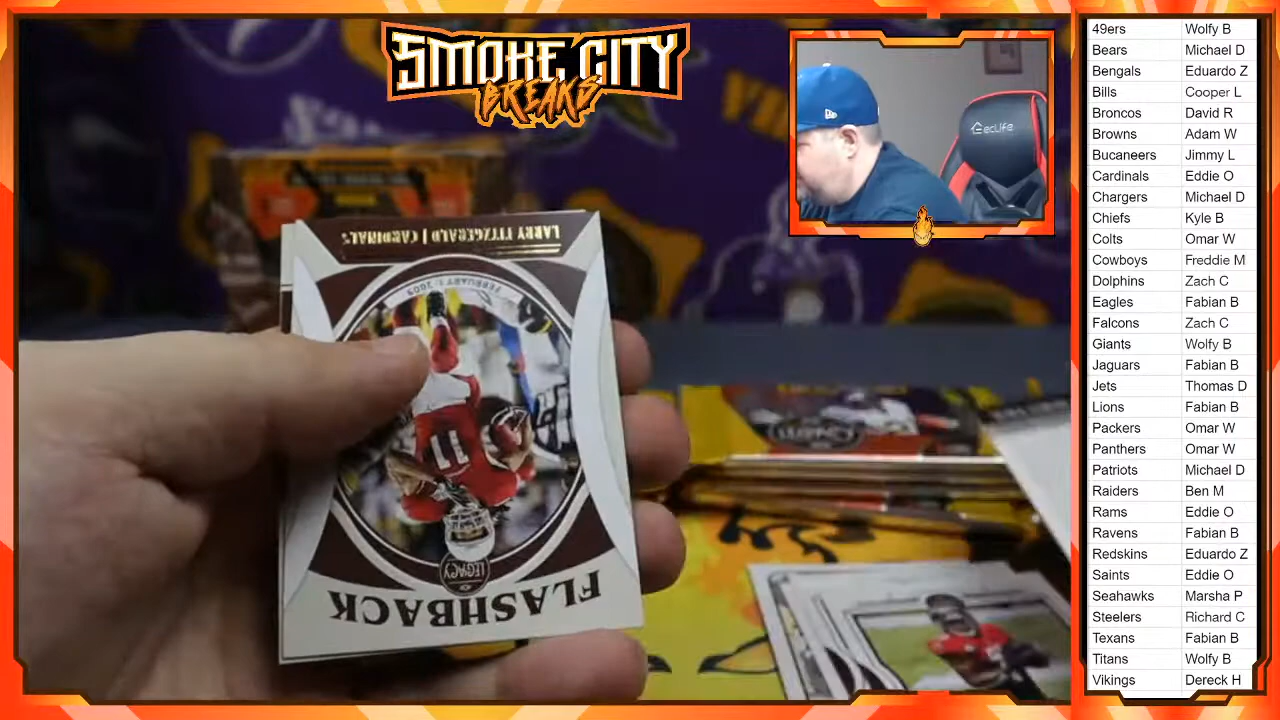 SMOKE CITY
BREAKS
LARRY FITZGERALD | CARDINALS
FEBRUARY 1, 2009
11
LEGACY
FLASHBACK
LEGACY
GecLife
49ers Wolfy B
Bears Michael D
Bengals Eduardo Z
Bills Cooper L
Broncos David R
Browns Adam W
Bucaneers Jimmy L
Cardinals Eddie O
Chargers Michael D
Chiefs Kyle B
Colts Omar W
Cowboys Freddie M
Dolphins Zach C
Eagles Fabian B
Falcons Zach C
Giants Wolfy B
Jaguars Fabian B
Jets Thomas D
Lions Fabian B
Packers Omar W
Panthers Omar W
Patriots Michael D
Raiders Ben M
Rams Eddie O
Ravens Fabian B
Redskins Eduardo Z
Saints Eddie O
Seahawks Marsha P
Steelers Richard C
Texans Fabian B
Titans Wolfy B
Vikings Dereck H